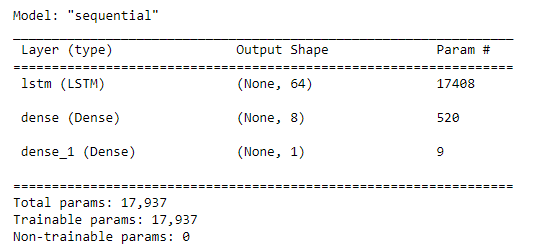 Model: "sequential"
_________________________________________________________________
Layer (type) Output Shape Param #
=================================================================
lstm (LSTM) (None, 64) 17408
dense (Dense) (None, 8) 520
dense_1 (Dense) (None, 1) 9
=================================================================
Total params: 17,937
Trainable params: 17,937
Non-trainable params: 0